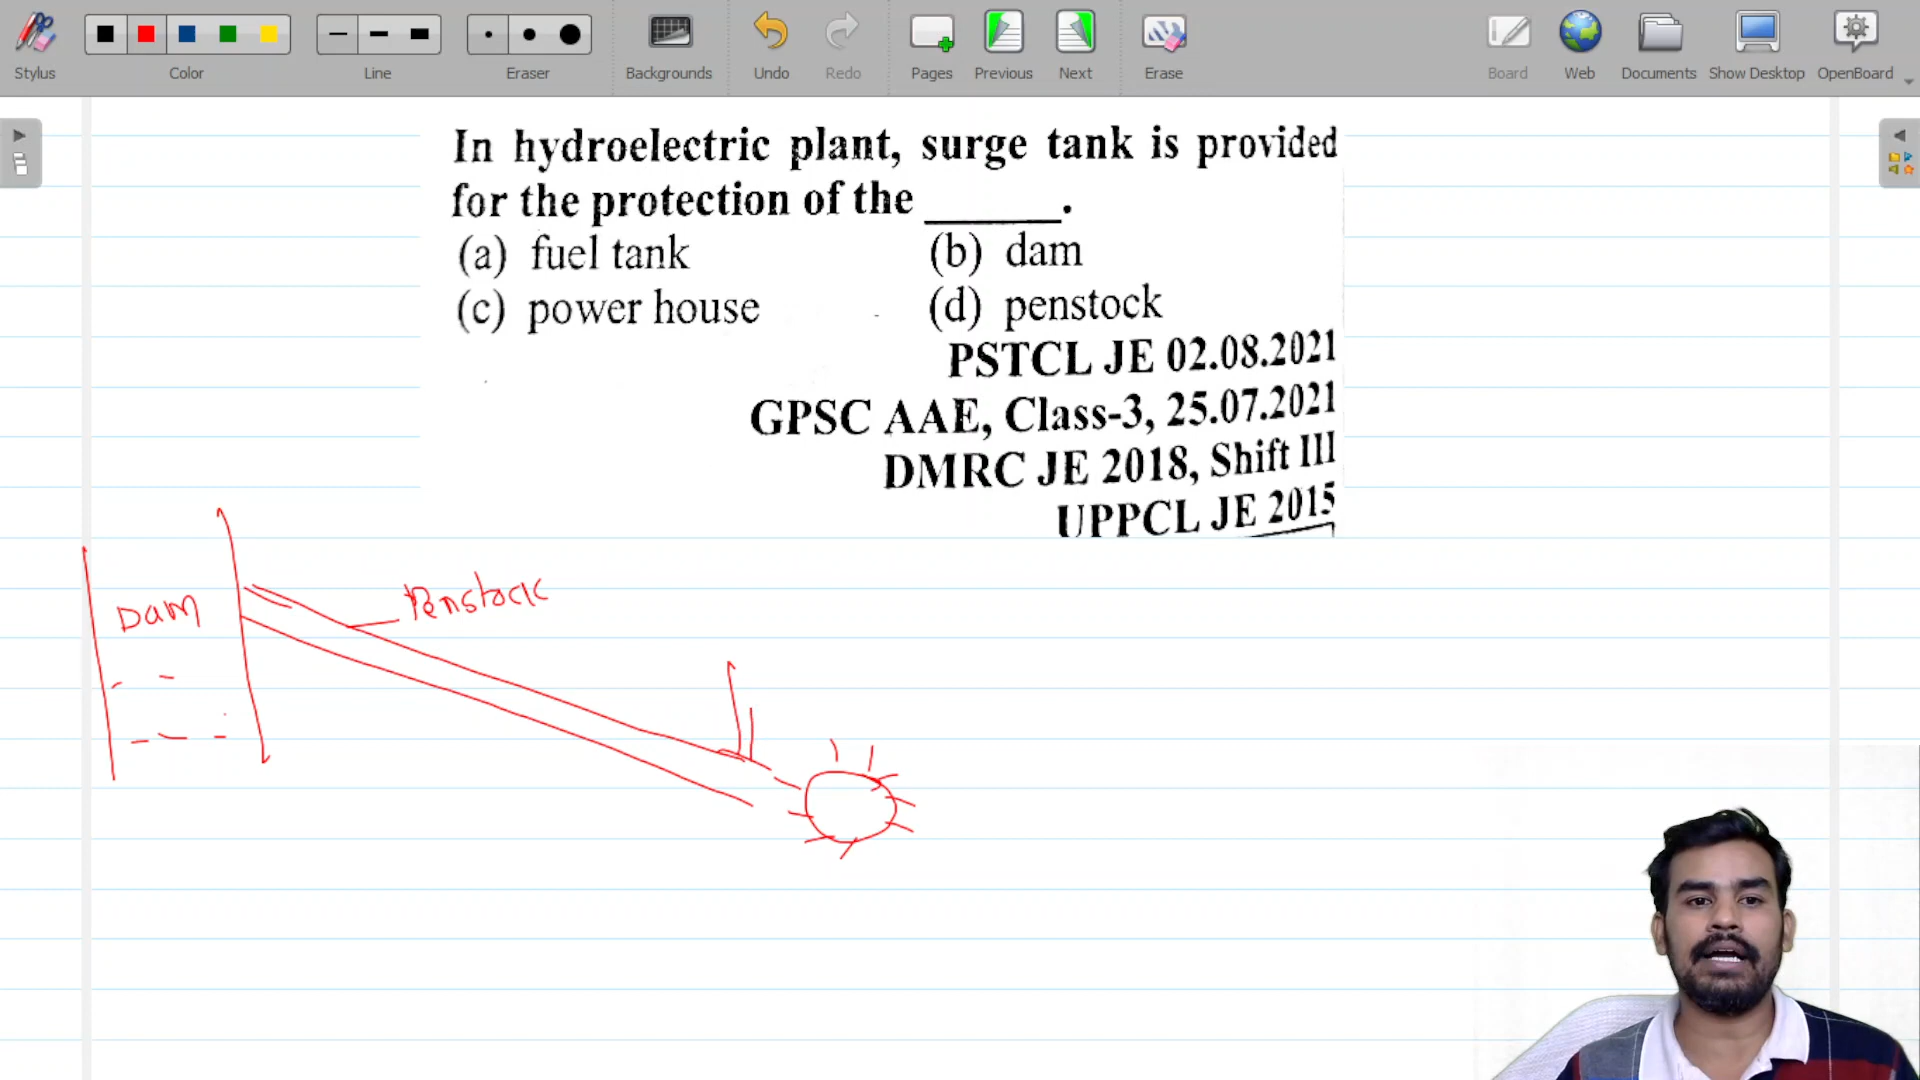 Stylus
Color
Line
Eraser
Backgrounds
Undo
Redo
Pages
Previous
Next
Erase
Board
Web
Documents
Show Desktop
OpenBoard
In hydroelectric plant, surge tank is provided
for the protection of the ______.
(a) fuel tank (b) dam
(c) power house (d) penstock
PSTCL JE 02.08.2021
GPSC AAE, Class-3, 25.07.2021
DMRC JE 2018, Shift III
UPPCL JE 2015
Dam
Penstock